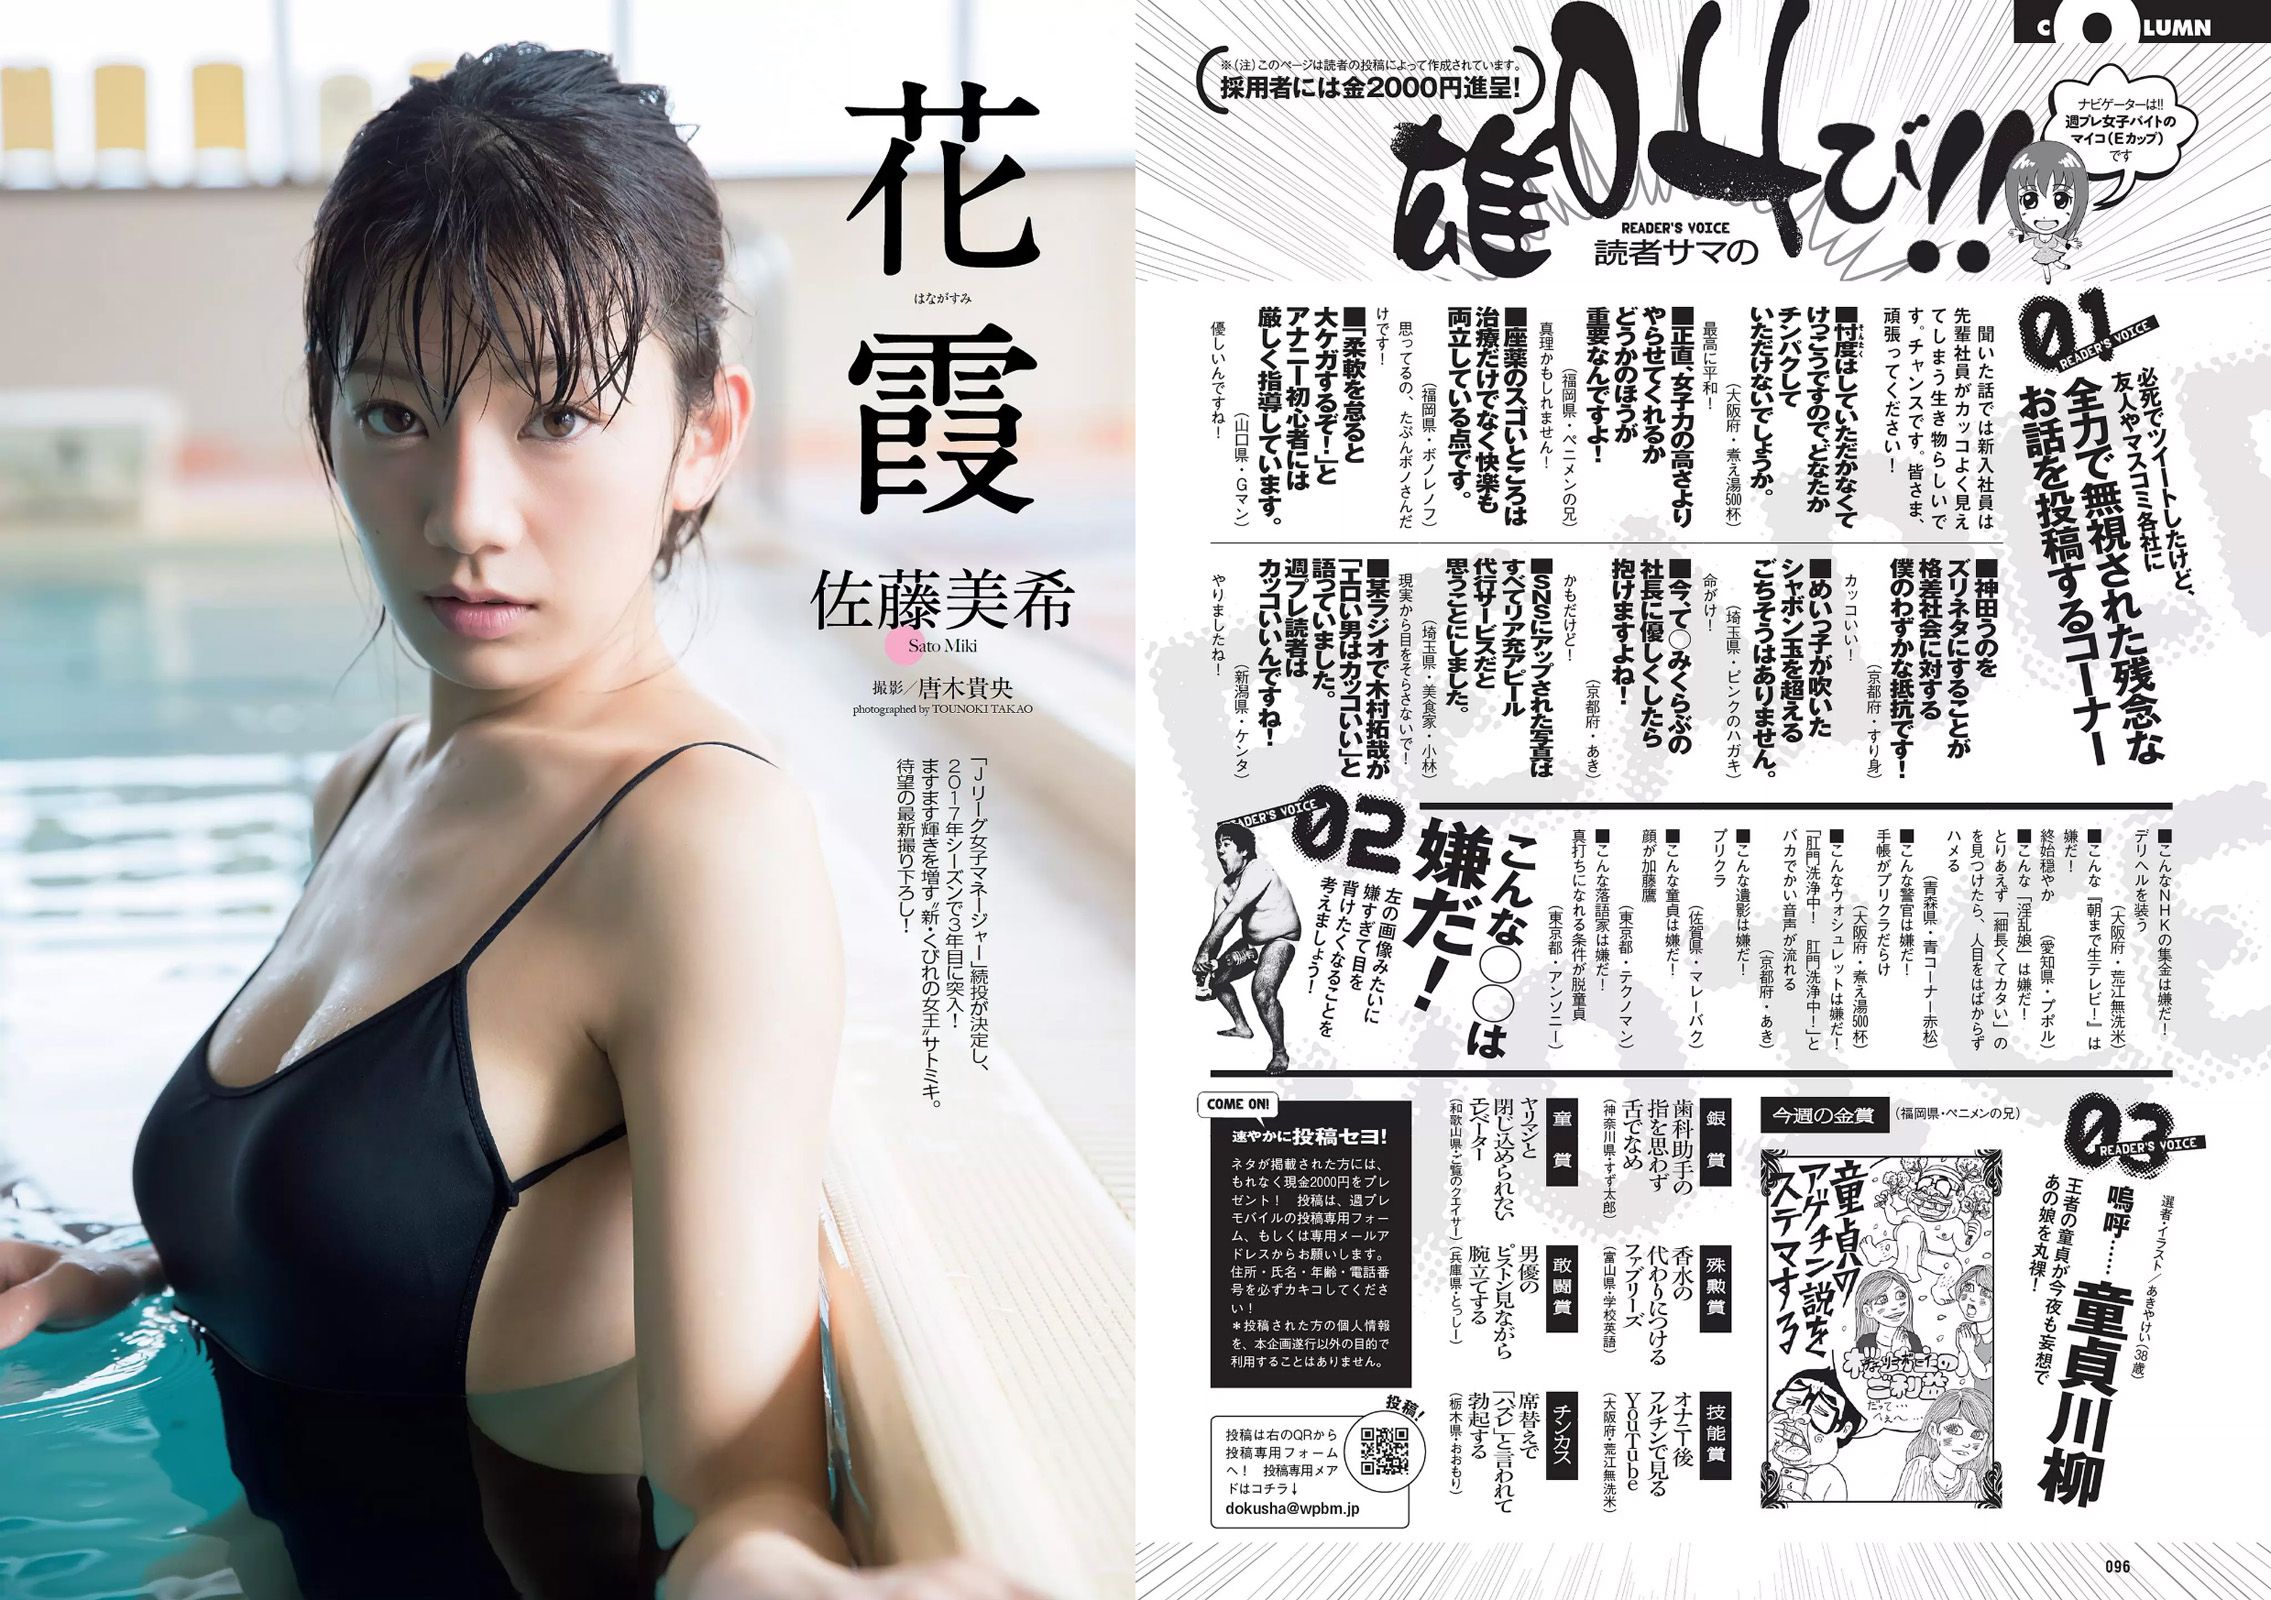 花
霞
はながすみ
佐藤美希
Sato Miki
撮影／唐木貴央
photographed by TOUNOKI TAKAO
「Jリーグ女子マネージャー」続投が決定し、
2017年シーズンで3年目に突入！
ますます輝きを増す“新・くびれの女王”サトミキ。
待望の最新撮り下ろし！
COLUMN
※(注)このページは読者の投稿によって作成されています。
採用者には金2000円進呈！
READER'S VOICE
読者サマの
雄叫び!!
ナビゲーターは!!
週プレ女子バイトの
マイコ（Eカップ）
です
01
READER'S VOICE
必死でツイートしたけど、
友人やマスコミ各社に
全力で無視された残念な
お話を投稿するコーナー
聞いた話では新入社員は
先輩社員がカッコよく見え
てしまう生き物らしいで
す。チャンスです。皆さま、
頑張ってください！
■忖度はしていただかなくて
そんたく
けっこうですので、どなたか
チンパクして
いただけないでしょうか。
（大阪府・煮え湯500杯）
最高に平和！
■正直、女子力の高さより
やらせてくれるか
どうかのほうが
重要なんですよ！
（福岡県・ペニメンの兄）
真理かもしれません！
■座薬のスゴいところは
治療だけでなく快楽も
両立している点です。
（福岡県・ボノレノフ）
思ってるの、たぶんボノさんだ
けです！
■「柔軟を怠ると
大ケガするぞ！」と
アナニー初心者には
厳しく指導しています。
（山口県・Gマン）
優しいんですね！
■神田うのを
ズリネタにすることが
格差社会に対する
僕のわずかな抵抗です！
（京都府・すり身）
カッコいい！
■めいっ子が吹いた
シャボン玉を超える
ごちそうはありません。
（埼玉県・ピンクのハガキ）
命がけ！
■今って○みくらぶの
社長に優しくしたら
抱けますよね！
（京都府・あき）
かもだけど！
■SNSにアップされた写真は
すべてリア充アピール
代行サービスだと
思うことにしました。
（埼玉県・美食家・小林）
現実から目をそらさないで！
■某ラジオで木村拓哉が
「エロい男はカッコいい」と
語っていました。
週プレ読者は
カッコいいんですね！
（新潟県・ケンタ）
やりましたね！
READER'S VOICE
02
こんな○○は
嫌だ！
左の画像みたいに
嫌すぎて目を
背けたくなることを
考えましょう！
■こんなNHKの集金は嫌だ！
デリヘルを装う
（大阪府・荒江無洗米）
■こんな『朝まで生テレビ！』は
嫌だ！
終始穏やか　（愛知県・プポル）
■こんな「淫乱娘」は嫌だ！
とりあえず「細長くてカタい」の
を見つけたら、人目をはばからず
ハメる
（青森県・青コーナー赤松）
■こんな警官は嫌だ！
手帳がプリクラだらけ
（大阪府・煮え湯500杯）
■こんなウォシュレットは嫌だ！
「肛門洗浄中！　肛門洗浄中！」と
バカでかい音声が流れる
（京都府・あき）
■こんな遺影は嫌だ！
プリクラ
（佐賀県・マレーバク）
■こんな童貞は嫌だ！
顔が加藤鷹
（東京都・テクノマン）
■こんな落語家は嫌だ！
真打ちになれる条件が脱童貞
（東京都・アンソニー）
03
READER'S VOICE
選者・イラスト／あきやけい（38歳）
嗚呼……童貞川柳
王者の童貞が今夜も妄想で
あの娘を丸裸！
今週の金賞
（福岡県・ペニメンの兄）
童貞の
アゲチン説を
ステマする
ご利益
だって…
へぇ〜…
銀賞
歯科助手の
指を思わず
舌でなめ
（神奈川県・すず太郎）
殊勲賞
香水の
代わりにつける
ファブリーズ
（富山県・学校英語）
技能賞
オナニー後
フルチンで見る
YouTube
（大阪府・荒江無洗米）
童賞
ヤリマンと
閉じ込められたい
エレベーター
（和歌山県・ご覧のクエイサー）
敢闘賞
男優の
ピストン見ながら
腕立てする
（兵庫県・とっしー）
チンカス
席替えで
「ハズレ」と言われて
勃起する
（栃木県・おおもり）
COME ON!
速やかに投稿セヨ！
ネタが掲載された方には、
もれなく現金2000円をプレ
ゼント！　投稿は、週プレ
モバイルの投稿専用フォー
ム、もしくは専用メールア
ドレスからお願いします。
住所・氏名・年齢・電話番
号を必ずカキコしてくださ
い！
＊投稿された方の個人情報
を、本企画遂行以外の目的で
利用することはありません。
投稿！
投稿は右のQRから
投稿専用フォーム
へ！　投稿専用メア
ドはコチラ↓
dokusha@wpbm.jp
096